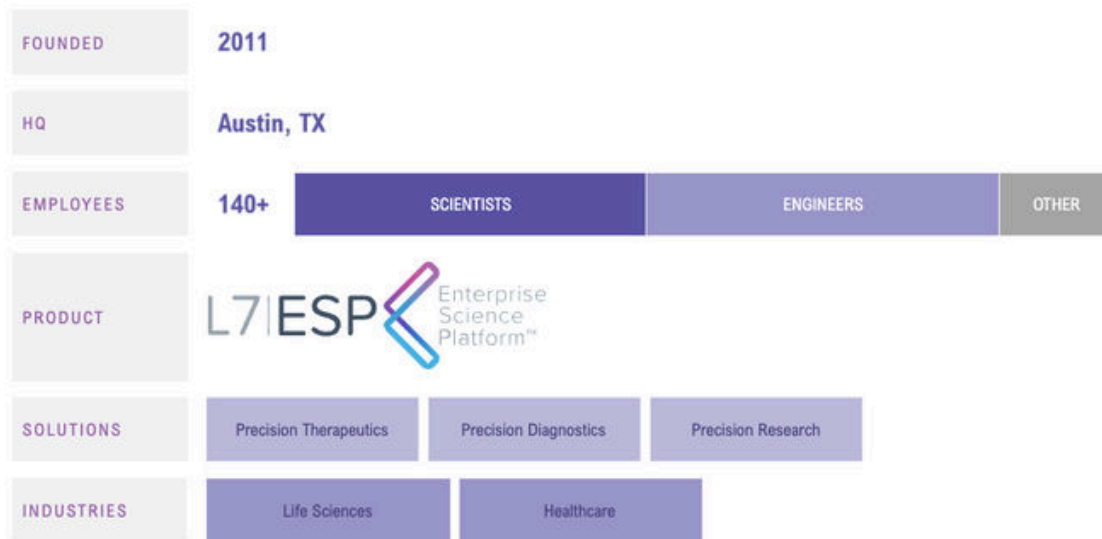 FOUNDED
2011
HQ
Austin, TX
EMPLOYEES
140+
SCIENTISTS
ENGINEERS
OTHER
PRODUCT
L7|ESP
Enterprise
Science
Platform™
SOLUTIONS
Precision Therapeutics
Precision Diagnostics
Precision Research
INDUSTRIES
Life Sciences
Healthcare